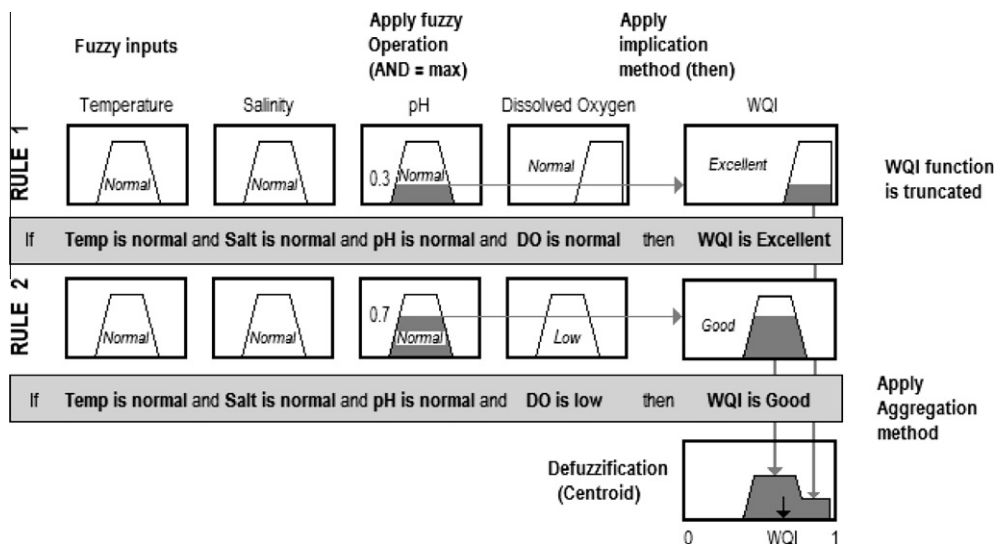 Fuzzy inputs
Apply fuzzy
Operation
(AND = max)
Apply
implication
method (then)
Temperature
Salinity
pH
Dissolved Oxygen
WQI
RULE 1
Normal
Normal
0.3
Normal
Normal
Excellent
WQI function
is truncated
If Temp is normal and Salt is normal and pH is normal and DO is normal then WQI is Excellent
RULE 2
Normal
Normal
0.7
Normal
Low
Good
If Temp is normal and Salt is normal and pH is normal and DO is low then WQI is Good
Apply
Aggregation
method
Defuzzification
(Centroid)
0 WQI 1